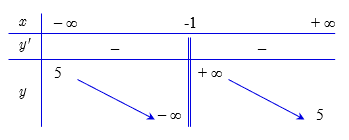 x − ∞ -1 + ∞
y' − −
5 + ∞
y
− ∞ 5